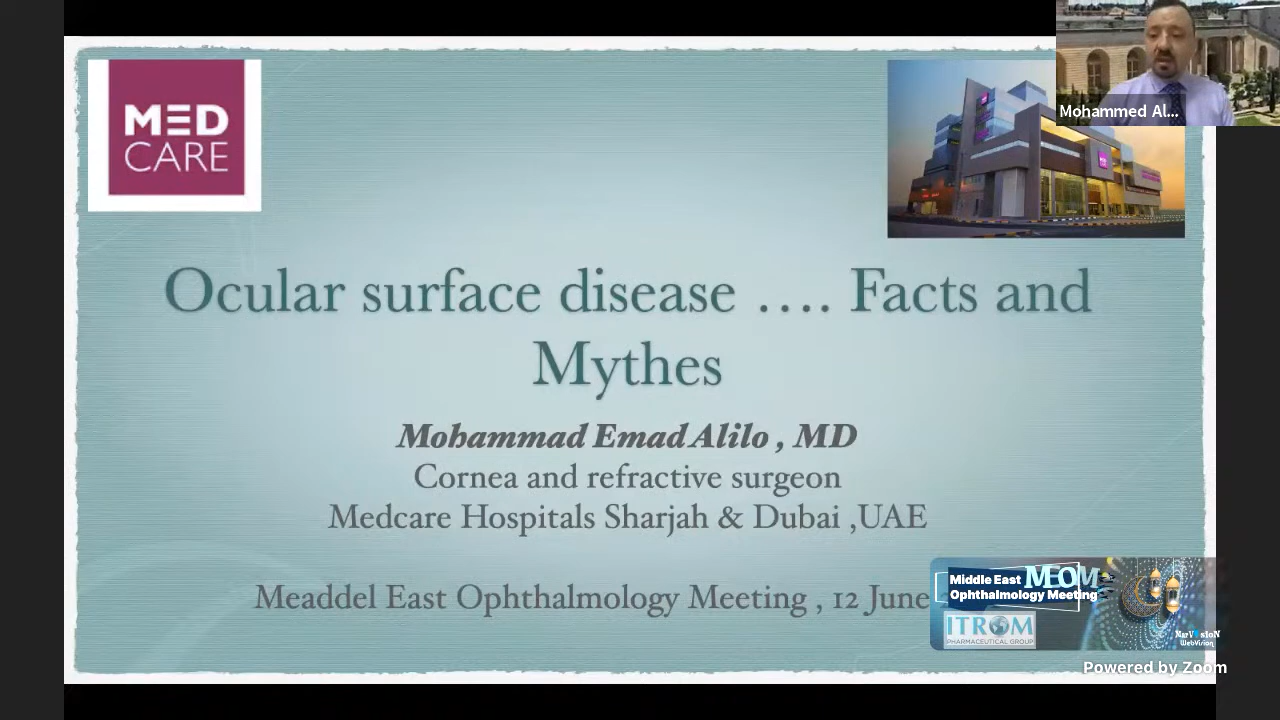 MED
CARE
Mohammed Al...
Ocular surface disease …. Facts and
Mythes
Mohammad Emad Alilo , MD
Cornea and refractive surgeon
Medcare Hospitals Sharjah & Dubai ,UAE
Meaddel East Ophthalmology Meeting , 12 June
Middle East MEOM
Ophthalmology Meeting
ITROM
PHARMACEUTICAL GROUP
WebVision
Powered by Zoom